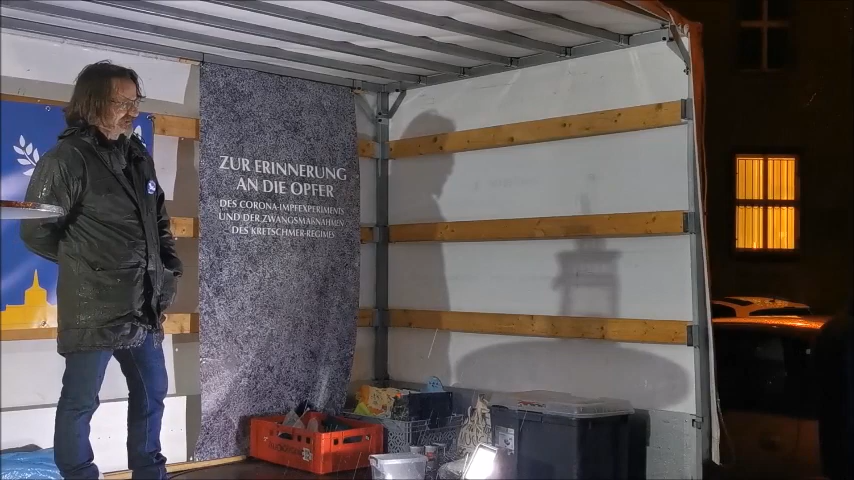 ZUR ERINNERUNG
AN DIE OPFER
DES CORONA-IMPFEXPERIMENTS
UND DER ZWANGSMASSNAHMEN
DES KRETSCHMER-REGIMES